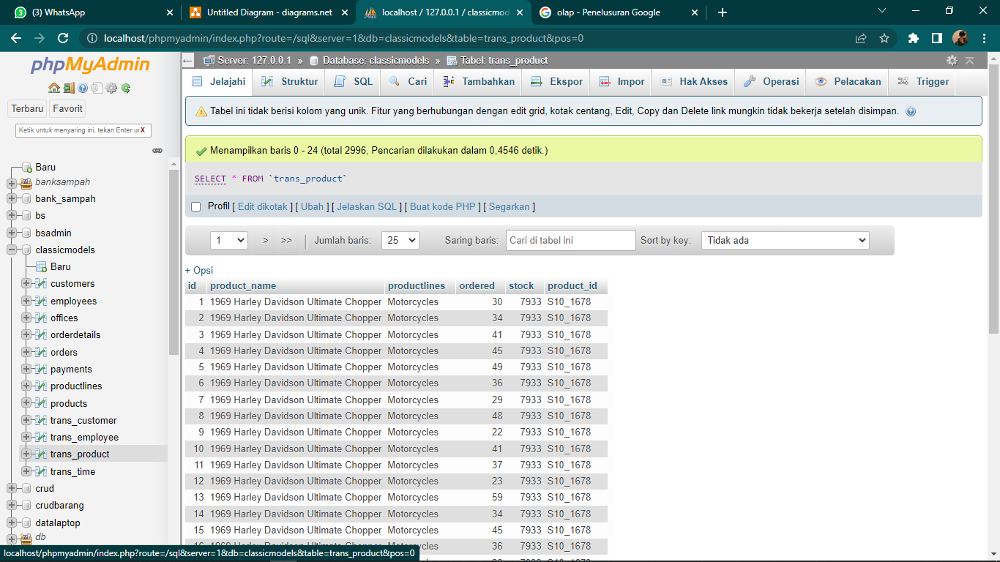 (3) WhatsApp
Untitled Diagram - diagrams.net
localhost / 127.0.0.1 / classicmod
olap - Penelusuran Google
localhost/phpmyadmin/index.php?route=/sql&server=1&db=classicmodels&table=trans_product&pos=0
phpMyAdmin
Terbaru Favorit
Ketik untuk menyaring ini, tekan Enter ur X
Baru
banksampah
bank_sampah
bs
bsadmin
classicmodels
Baru
customers
employees
offices
orderdetails
orders
payments
productlines
products
trans_customer
trans_employee
trans_product
trans_time
crud
crudbarang
datalaptop
db
Server: 127.0.0.1 » Database: classicmodels » Tabel: trans_product
Jelajahi Struktur SQL Cari Tambahkan Ekspor Impor Hak Akses Operasi Pelacakan Trigger
Tabel ini tidak berisi kolom yang unik. Fitur yang berhubungan dengan edit grid, kotak centang, Edit, Copy dan Delete link mungkin tidak bekerja setelah disimpan.
Menampilkan baris 0 - 24 (total 2996, Pencarian dilakukan dalam 0,4546 detik.)
SELECT * FROM `trans_product`
Profil [ Edit dikotak ] [ Ubah ] [ Jelaskan SQL ] [ Buat kode PHP ] [ Segarkan ]
1 > >> | Jumlah baris: 25 Saring baris: Cari di tabel ini Sort by key: Tidak ada
+ Opsi
id product_name productlines ordered stock product_id
1 1969 Harley Davidson Ultimate Chopper Motorcycles 30 7933 S10_1678
2 1969 Harley Davidson Ultimate Chopper Motorcycles 34 7933 S10_1678
3 1969 Harley Davidson Ultimate Chopper Motorcycles 41 7933 S10_1678
4 1969 Harley Davidson Ultimate Chopper Motorcycles 45 7933 S10_1678
5 1969 Harley Davidson Ultimate Chopper Motorcycles 49 7933 S10_1678
6 1969 Harley Davidson Ultimate Chopper Motorcycles 36 7933 S10_1678
7 1969 Harley Davidson Ultimate Chopper Motorcycles 29 7933 S10_1678
8 1969 Harley Davidson Ultimate Chopper Motorcycles 48 7933 S10_1678
9 1969 Harley Davidson Ultimate Chopper Motorcycles 22 7933 S10_1678
10 1969 Harley Davidson Ultimate Chopper Motorcycles 41 7933 S10_1678
11 1969 Harley Davidson Ultimate Chopper Motorcycles 37 7933 S10_1678
12 1969 Harley Davidson Ultimate Chopper Motorcycles 23 7933 S10_1678
13 1969 Harley Davidson Ultimate Chopper Motorcycles 59 7933 S10_1678
14 1969 Harley Davidson Ultimate Chopper Motorcycles 34 7933 S10_1678
15 1969 Harley Davidson Ultimate Chopper Motorcycles 45 7933 S10_1678
36 7933 S10_1678
localhost/phpmyadmin/index.php?route=/sql&server=1&db=classicmodels&table=trans_product&pos=0